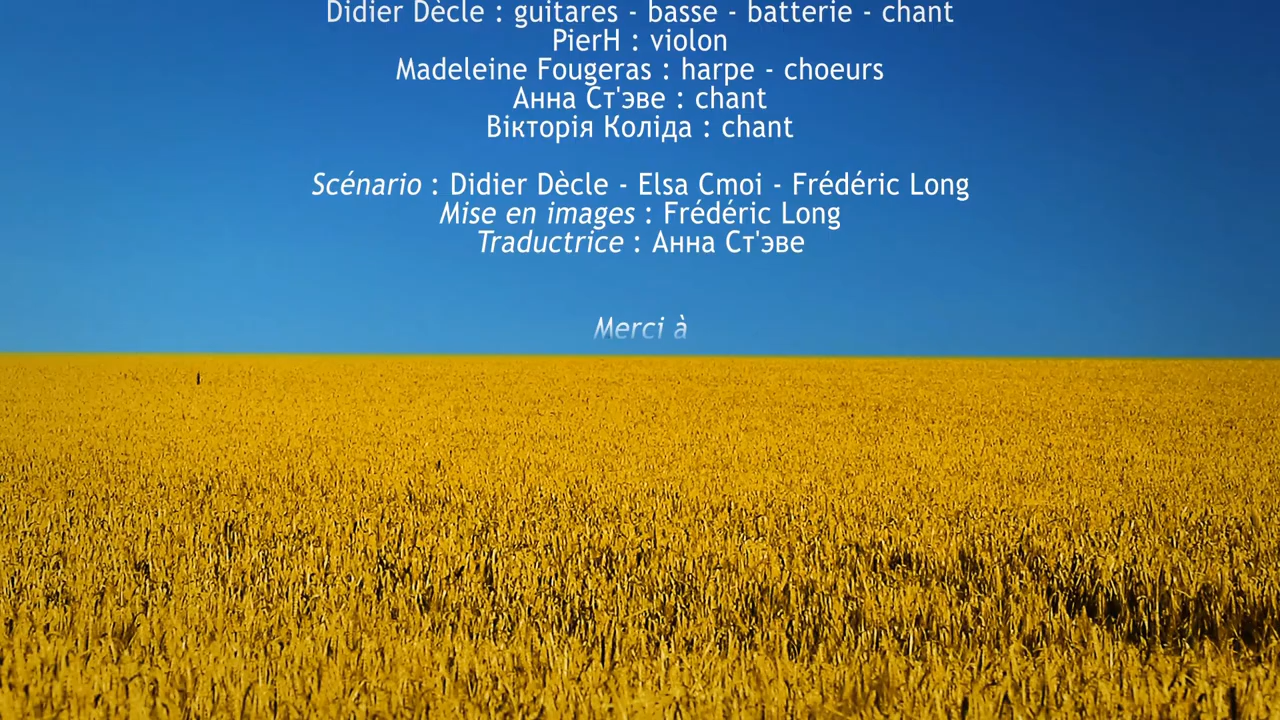 Didier Dècle : guitares - basse - batterie - chant
PierH : violon
Madeleine Fougeras : harpe - choeurs
Анна Ст'эве : chant
Вікторія Коліда : chant
Scénario : Didier Dècle - Elsa Cmoi - Frédéric Long
Mise en images : Frédéric Long
Traductrice : Анна Ст'эве
Merci à